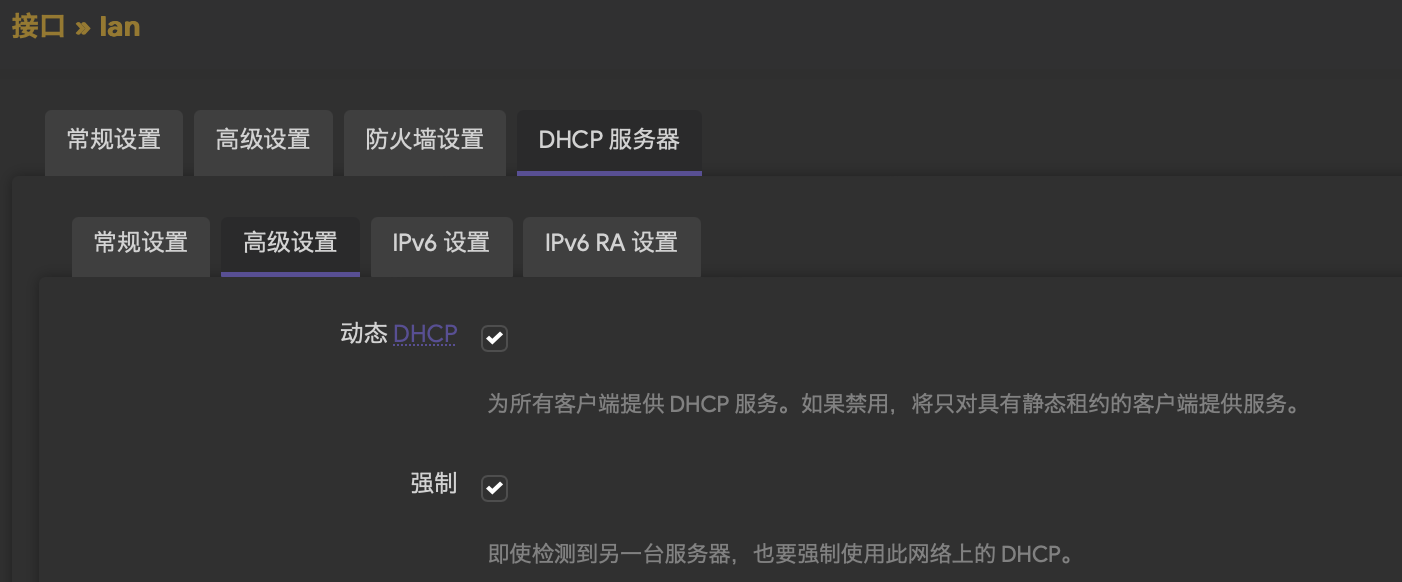 接口 » lan
常规设置 高级设置 防火墙设置 DHCP 服务器
常规设置 高级设置 IPv6 设置 IPv6 RA 设置
动态 DHCP
为所有客户端提供 DHCP 服务。如果禁用，将只对具有静态租约的客户端提供服务。
强制
即使检测到另一台服务器，也要强制使用此网络上的 DHCP。